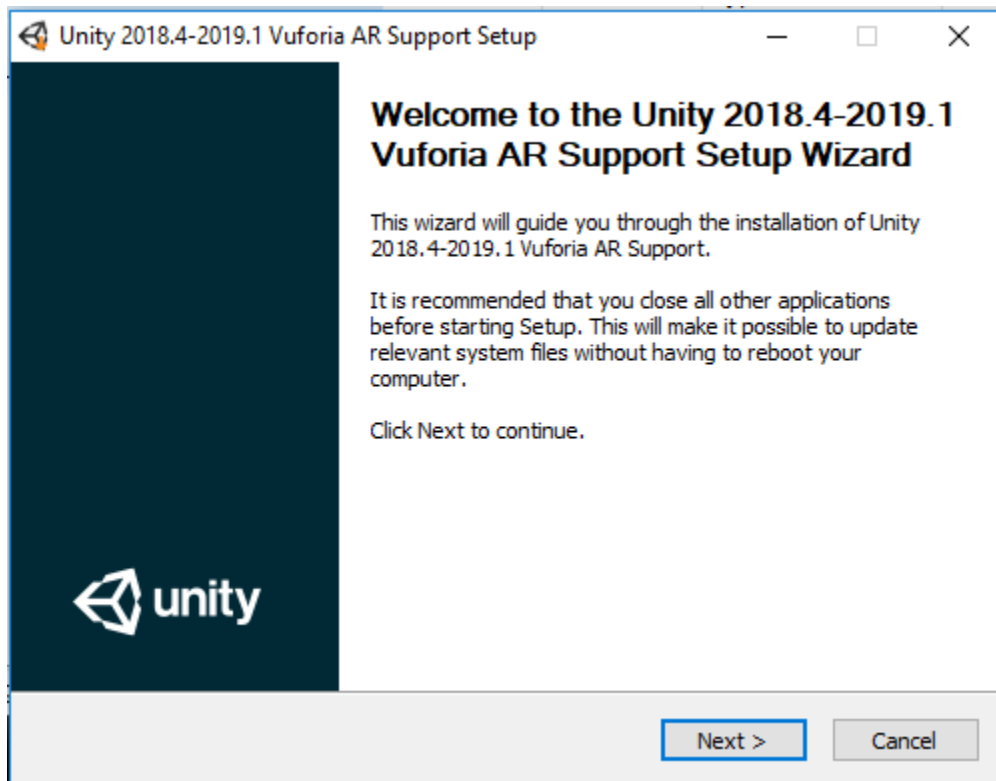 Unity 2018.4-2019.1 Vuforia AR Support Setup
Welcome to the Unity 2018.4-2019.1
Vuforia AR Support Setup Wizard
This wizard will guide you through the installation of Unity
2018.4-2019.1 Vuforia AR Support.
It is recommended that you close all other applications
before starting Setup. This will make it possible to update
relevant system files without having to reboot your
computer.
Click Next to continue.
unity
Next >
Cancel